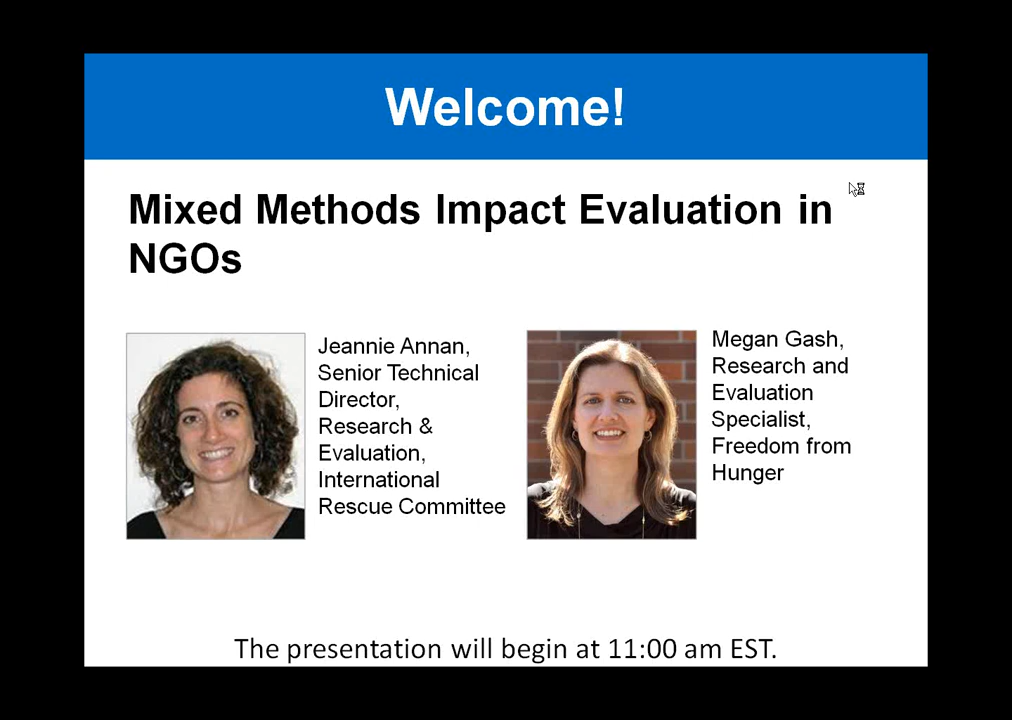 Welcome!
Mixed Methods Impact Evaluation in
NGOs
Jeannie Annan,
Senior Technical
Director,
Research &
Evaluation,
International
Rescue Committee
Megan Gash,
Research and
Evaluation
Specialist,
Freedom from
Hunger
The presentation will begin at 11:00 am EST.